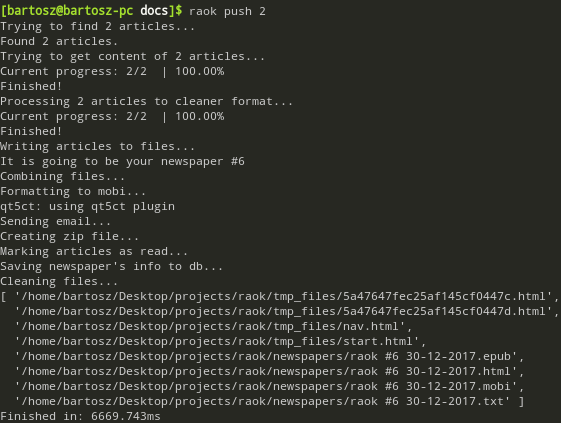 [bartosz@bartosz-pc docs]$ raok push 2
Trying to find 2 articles...
Found 2 articles.
Trying to get content of 2 articles...
Current progress: 2/2  | 100.00%
Finished!
Processing 2 articles to cleaner format...
Current progress: 2/2  | 100.00%
Finished!
Writing articles to files...
It is going to be your newspaper #6
Combining files...
Formatting to mobi...
qt5ct: using qt5ct plugin
Sending email...
Creating zip file...
Marking articles as read...
Saving newspaper's info to db...
Cleaning files...
[ '/home/bartosz/Desktop/projects/raok/tmp_files/5a47647fec25af145cf0447c.html',
  '/home/bartosz/Desktop/projects/raok/tmp_files/5a47647fec25af145cf0447d.html',
  '/home/bartosz/Desktop/projects/raok/tmp_files/nav.html',
  '/home/bartosz/Desktop/projects/raok/tmp_files/start.html',
  '/home/bartosz/Desktop/projects/raok/newspapers/raok #6 30-12-2017.epub',
  '/home/bartosz/Desktop/projects/raok/newspapers/raok #6 30-12-2017.html',
  '/home/bartosz/Desktop/projects/raok/newspapers/raok #6 30-12-2017.mobi',
  '/home/bartosz/Desktop/projects/raok/newspapers/raok #6 30-12-2017.txt' ]
Finished in: 6669.743ms